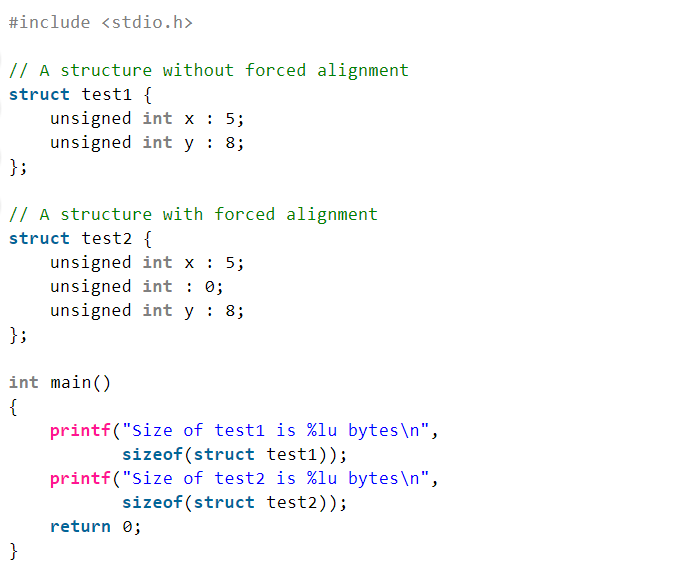 #include <stdio.h>

// A structure without forced alignment
struct test1 {
    unsigned int x : 5;
    unsigned int y : 8;
};

// A structure with forced alignment
struct test2 {
    unsigned int x : 5;
    unsigned int : 0;
    unsigned int y : 8;
};

int main()
{
    printf("Size of test1 is %lu bytes\n",
           sizeof(struct test1));
    printf("Size of test2 is %lu bytes\n",
           sizeof(struct test2));
    return 0;
}